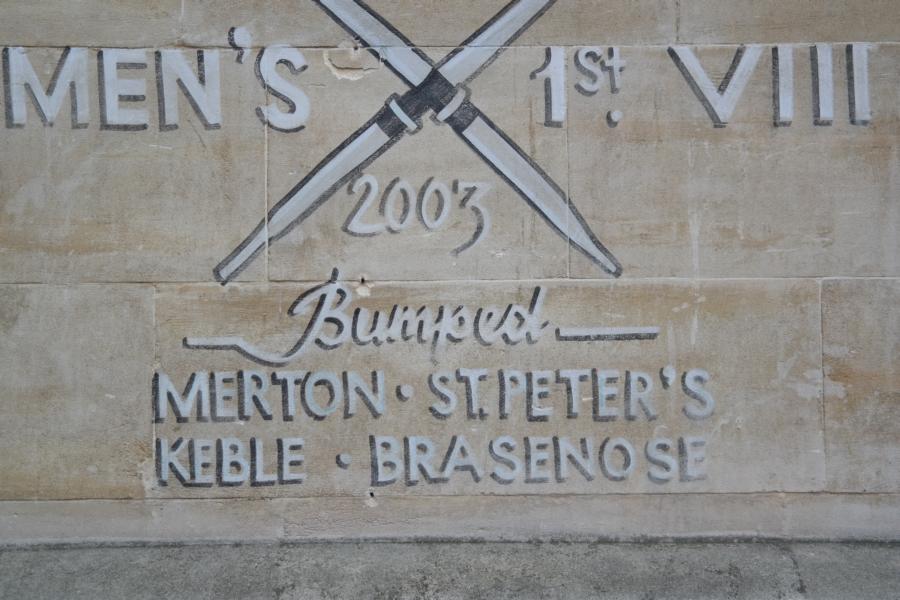 MEN'S 1st. VIII
2003
Bumped
MERTON · ST. PETER'S
KEBLE · BRASENOSE